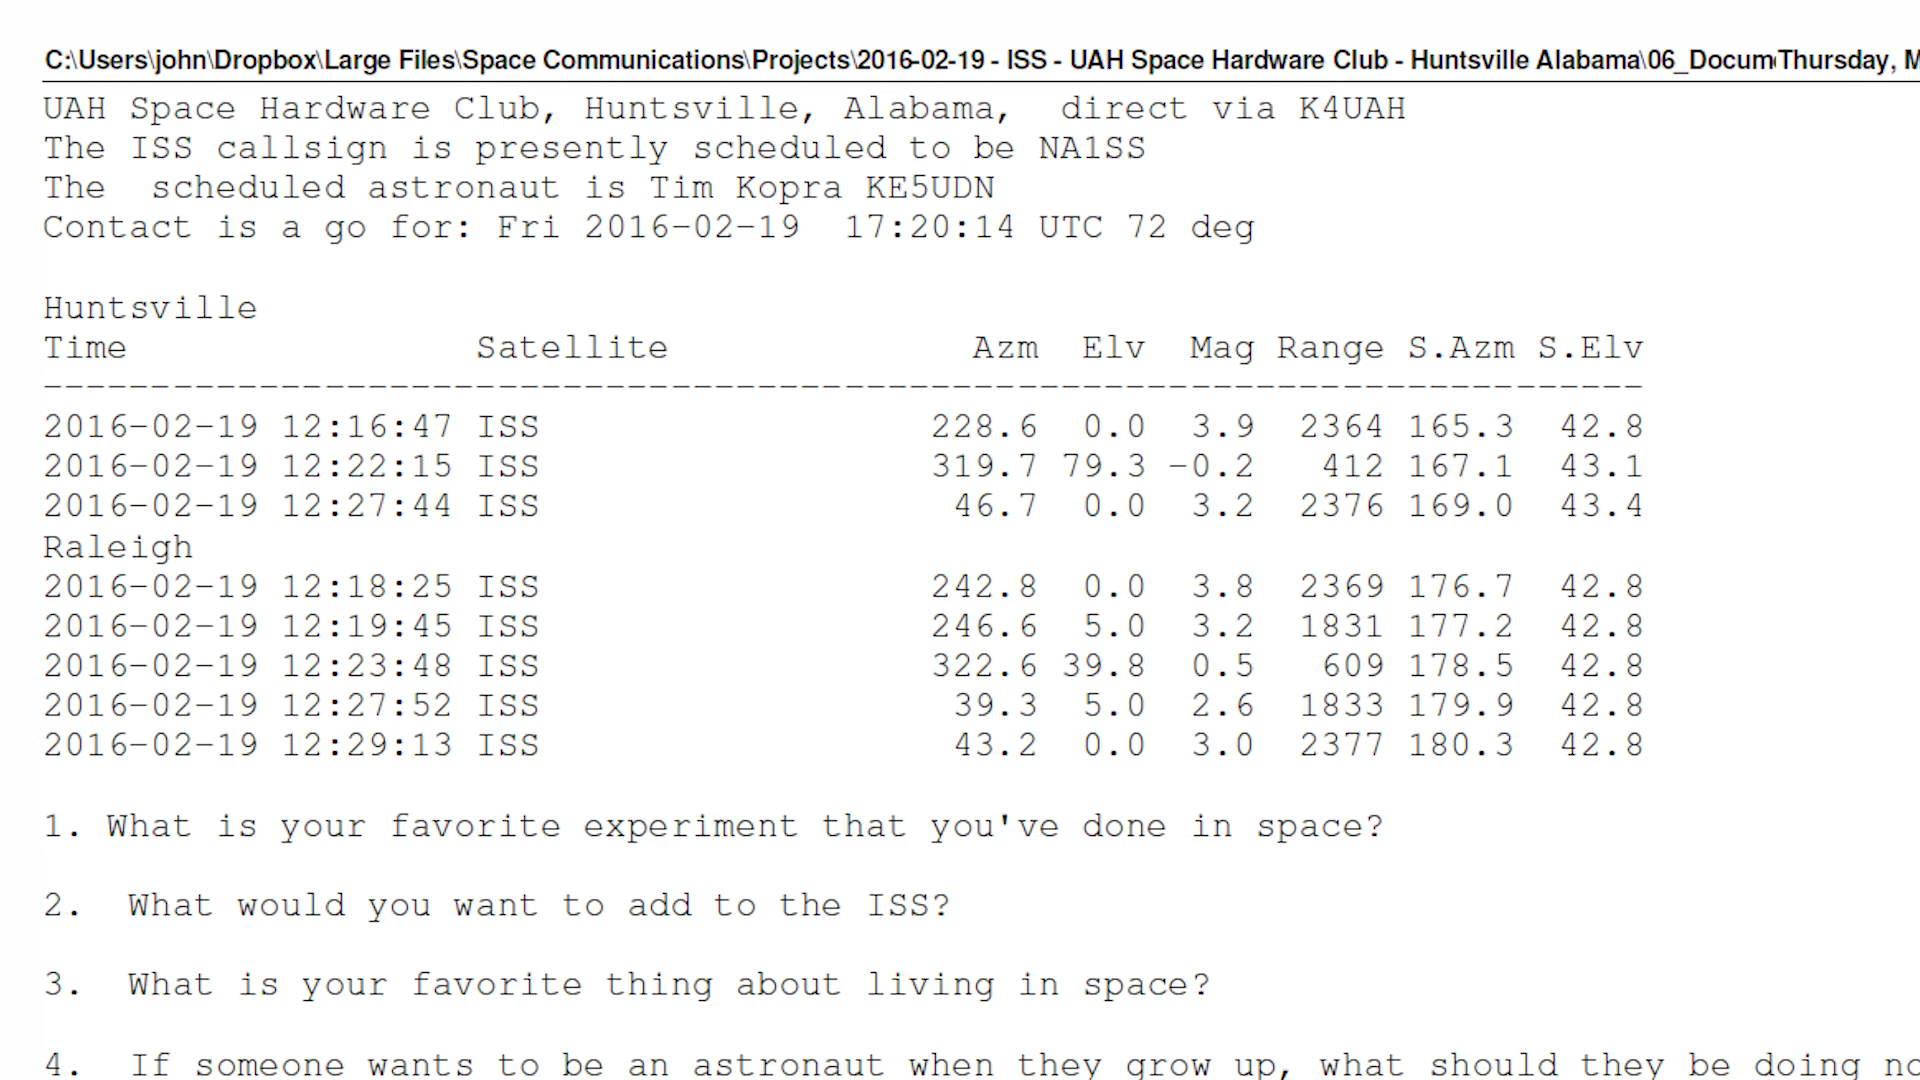 C:\Users\john\Dropbox\Large Files\Space Communications\Projects\2016-02-19 - ISS - UAH Space Hardware Club - Huntsville Alabama\06_Docum Thursday, M
UAH Space Hardware Club, Huntsville, Alabama,  direct via K4UAH
The ISS callsign is presently scheduled to be NA1SS
The  scheduled astronaut is Tim Kopra KE5UDN
Contact is a go for: Fri 2016-02-19  17:20:14 UTC 72 deg
Huntsville
Time Satellite Azm Elv Mag Range S.Azm S.Elv
--------------------------------------------------------------------------
2016-02-19 12:16:47 ISS 228.6 0.0 3.9 2364 165.3 42.8
2016-02-19 12:22:15 ISS 319.7 79.3 -0.2 412 167.1 43.1
2016-02-19 12:27:44 ISS 46.7 0.0 3.2 2376 169.0 43.4
Raleigh
2016-02-19 12:18:25 ISS 242.8 0.0 3.8 2369 176.7 42.8
2016-02-19 12:19:45 ISS 246.6 5.0 3.2 1831 177.2 42.8
2016-02-19 12:23:48 ISS 322.6 39.8 0.5 609 178.5 42.8
2016-02-19 12:27:52 ISS 39.3 5.0 2.6 1833 179.9 42.8
2016-02-19 12:29:13 ISS 43.2 0.0 3.0 2377 180.3 42.8
1. What is your favorite experiment that you've done in space?
2.  What would you want to add to the ISS?
3.  What is your favorite thing about living in space?
4.  If someone wants to be an astronaut when they grow up, what should they be doing no